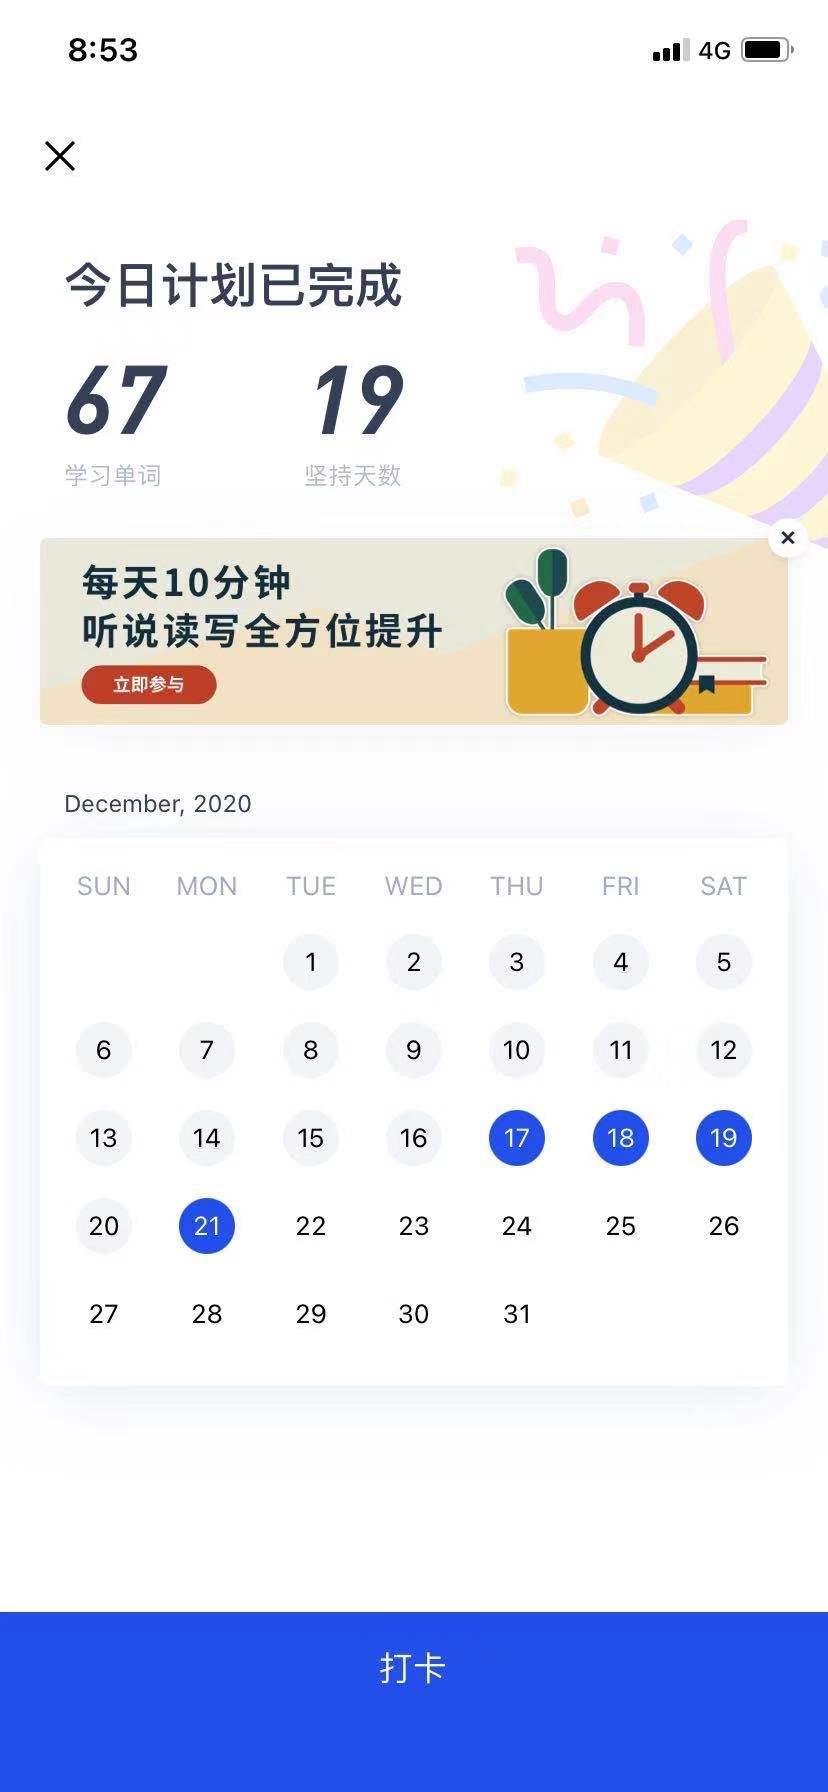 8:53 4G
今日计划已完成
67 19
学习单词 坚持天数
每天10分钟
听说读写全方位提升
立即参与
December, 2020
SUN MON TUE WED THU FRI SAT
1 2 3 4 5
6 7 8 9 10 11 12
13 14 15 16 17 18 19
20 21 22 23 24 25 26
27 28 29 30 31
打卡